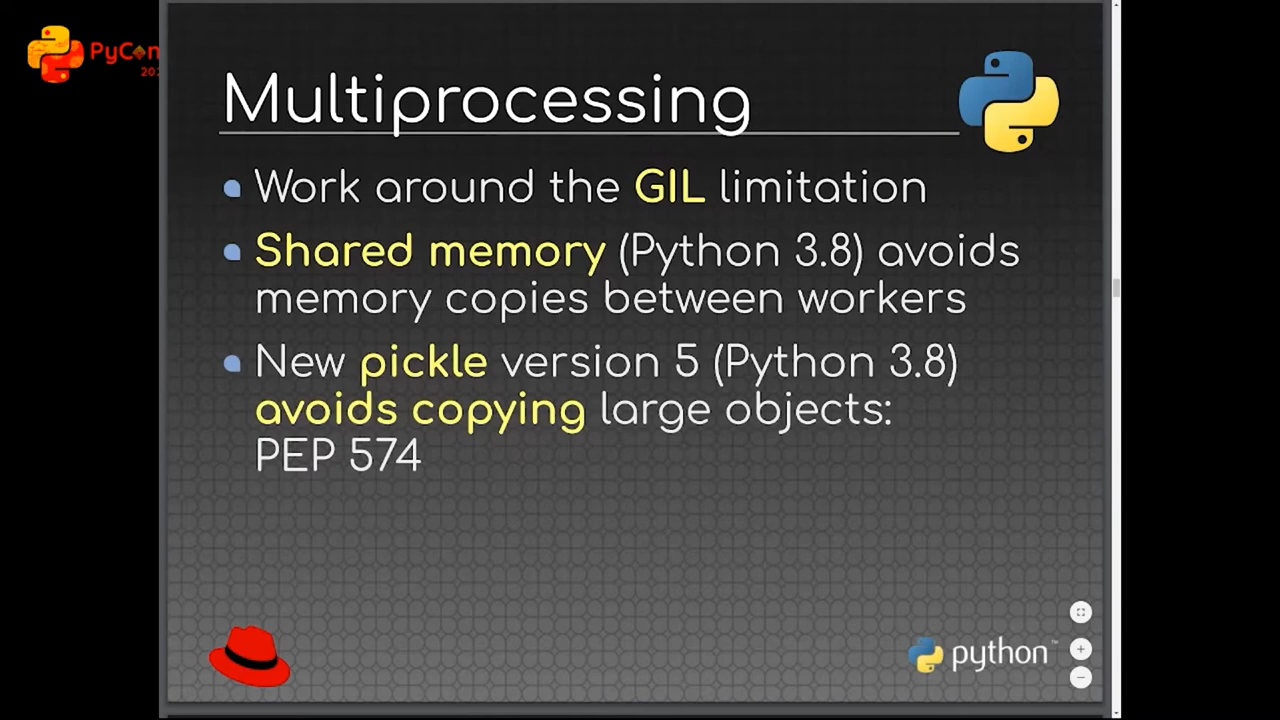 PyCon
Multiprocessing
Work around the GIL limitation
Shared memory (Python 3.8) avoids
memory copies between workers
New pickle version 5 (Python 3.8)
avoids copying large objects:
PEP 574
python™